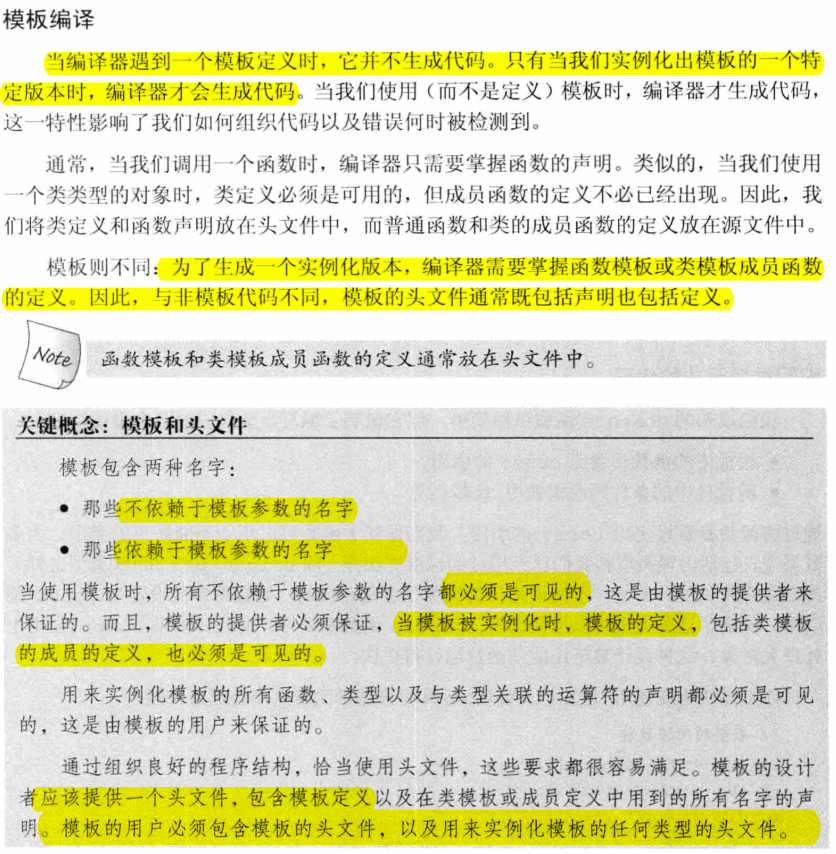 模板编译
当编译器遇到一个模板定义时，它并不生成代码。只有当我们实例化出模板的一个特
定版本时，编译器才会生成代码。当我们使用（而不是定义）模板时，编译器才生成代码，
这一特性影响了我们如何组织代码以及错误何时被检测到。
通常，当我们调用一个函数时，编译器只需要掌握函数的声明。类似的，当我们使用
一个类类型的对象时，类定义必须是可用的，但成员函数的定义不必已经出现。因此，我
们将类定义和函数声明放在头文件中，而普通函数和类的成员函数的定义放在源文件中。
模板则不同：为了生成一个实例化版本，编译器需要掌握函数模板或类模板成员函数
的定义。因此，与非模板代码不同，模板的头文件通常既包括声明也包括定义。
Note 函数模板和类模板成员函数的定义通常放在头文件中。
关键概念：模板和头文件
模板包含两种名字：
• 那些不依赖于模板参数的名字
• 那些依赖于模板参数的名字
当使用模板时，所有不依赖于模板参数的名字都必须是可见的，这是由模板的提供者来
保证的。而且，模板的提供者必须保证，当模板被实例化时，模板的定义，包括类模板
的成员的定义，也必须是可见的。
用来实例化模板的所有函数、类型以及与类型关联的运算符的声明都必须是可见
的，这是由模板的用户来保证的。
通过组织良好的程序结构，恰当使用头文件，这些要求都很容易满足。模板的设计
者应该提供一个头文件，包含模板定义以及在类模板或成员定义中用到的所有名字的声
明。模板的用户必须包含模板的头文件，以及用来实例化模板的任何类型的头文件。